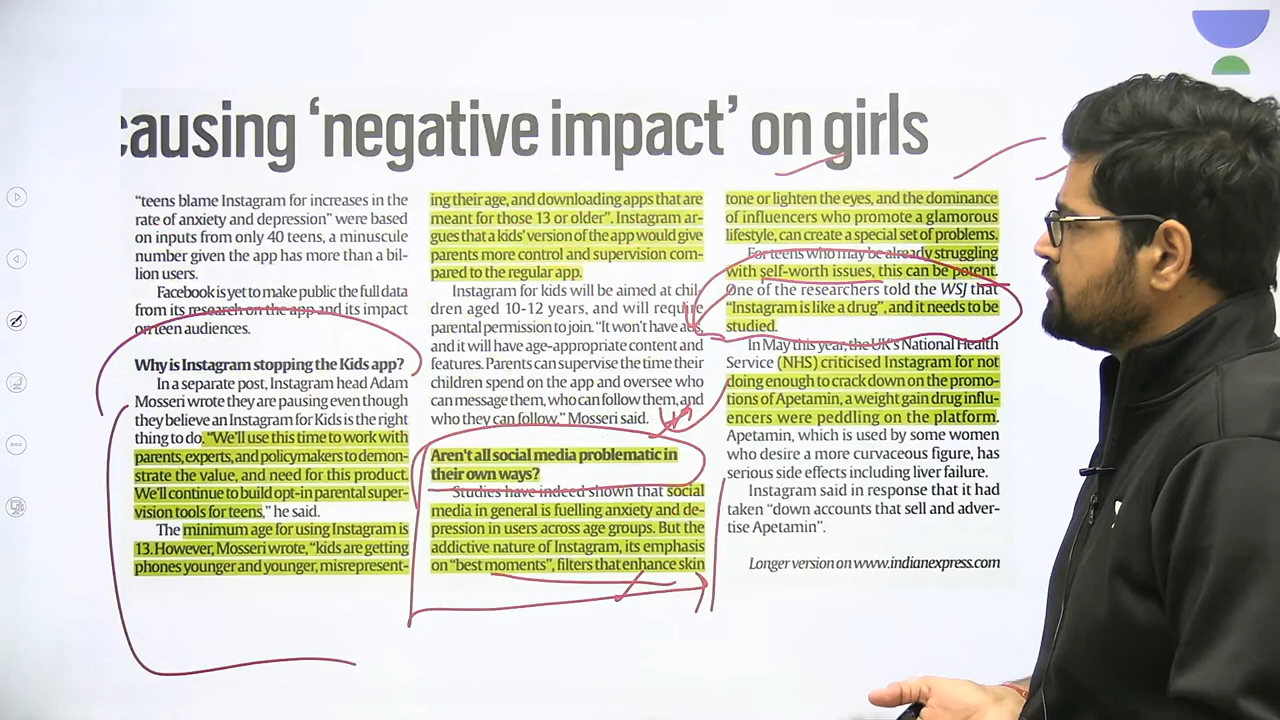 causing ‘negative impact’ on girls
“teens blame Instagram for increases in the
rate of anxiety and depression” were based
on inputs from only 40 teens, a minuscule
number given the app has more than a bil-
lion users.
Facebook is yet to make public the full data
from its research on the app and its impact
on teen audiences.
Why is Instagram stopping the Kids app?
In a separate post, Instagram head Adam
Mosseri wrote they are pausing even though
they believe an Instagram for Kids is the right
thing to do. “We’ll use this time to work with
parents, experts, and policymakers to demon-
strate the value, and need for this product.
We’ll continue to build opt-in parental super-
vision tools for teens,” he said.
The minimum age for using Instagram is
13. However, Mosseri wrote, “kids are getting
phones younger and younger, misrepresent-
ing their age, and downloading apps that are
meant for those 13 or older”. Instagram ar-
gues that a kids’ version of the app would give
parents more control and supervision com-
pared to the regular app.
Instagram for kids will be aimed at chil-
dren aged 10-12 years, and will require
parental permission to join. “It won’t have ads,
and it will have age-appropriate content and
features. Parents can supervise the time their
children spend on the app and oversee who
can message them, who can follow them, and
who they can follow.” Mosseri said.
Aren’t all social media problematic in
their own ways?
Studies have indeed shown that social
media in general is fuelling anxiety and de-
pression in users across age groups. But the
addictive nature of Instagram, its emphasis
on “best moments”, filters that enhance skin
tone or lighten the eyes, and the dominance
of influencers who promote a glamorous
lifestyle, can create a special set of problems.
For teens who may be already struggling
with self-worth issues, this can be potent.
One of the researchers told the WSJ that
“Instagram is like a drug”, and it needs to be
studied.
In May this year, the UK’s National Health
Service (NHS) criticised Instagram for not
doing enough to crack down on the promo-
tions of Apetamin, a weight gain drug influ-
encers were peddling on the platform.
Apetamin, which is used by some women
who desire a more curvaceous figure, has
serious side effects including liver failure.
Instagram said in response that it had
taken “down accounts that sell and adver-
tise Apetamin”.
Longer version on www.indianexpress.com